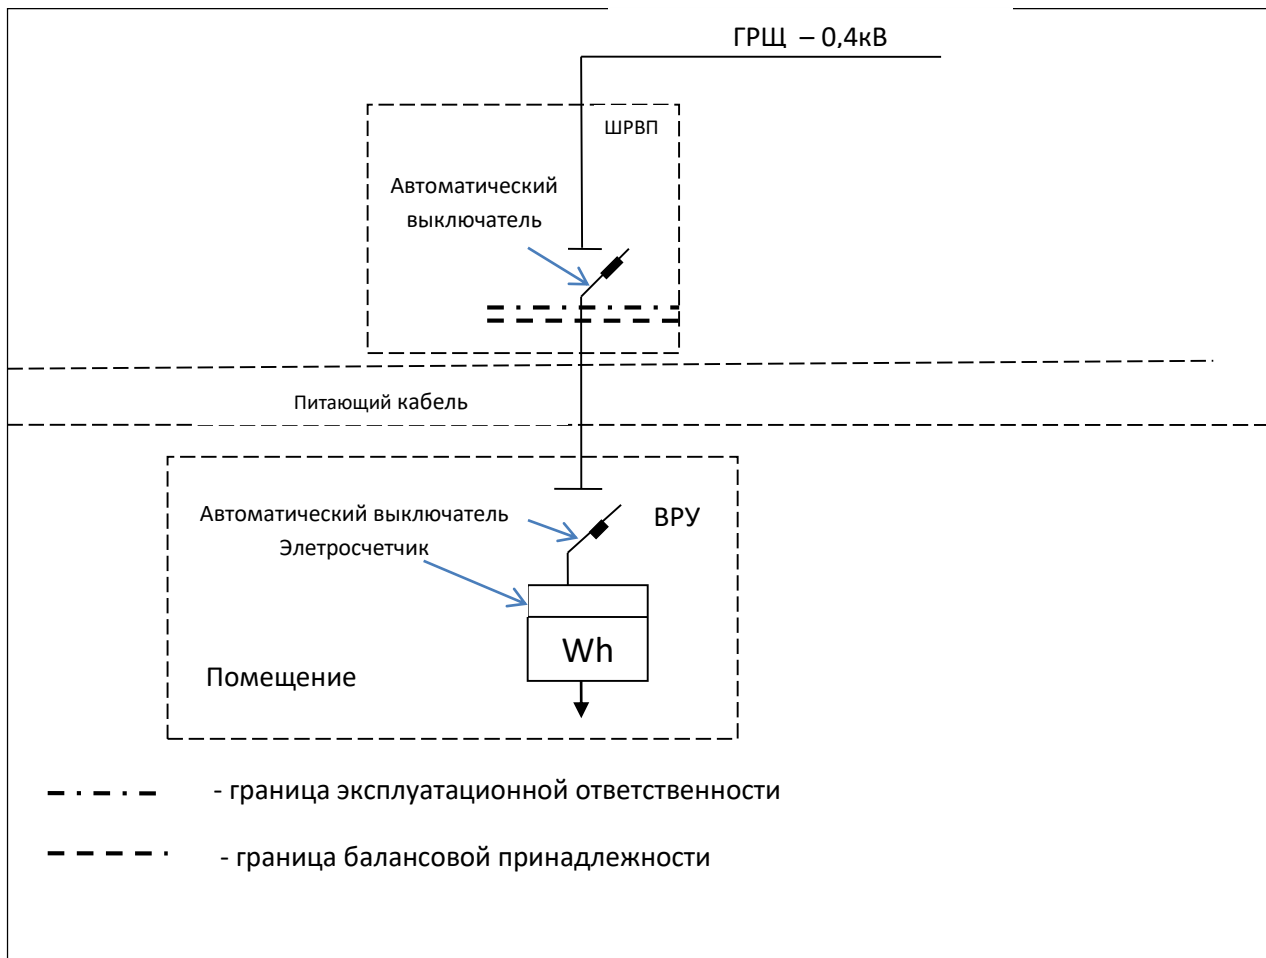 ГРЩ – 0,4кВ
ШРВП
Автоматический
выключатель
Питающий кабель
Автоматический выключатель
Элетросчетчик
ВРУ
Wh
Помещение
- граница эксплуатационной ответственности
- граница балансовой принадлежности